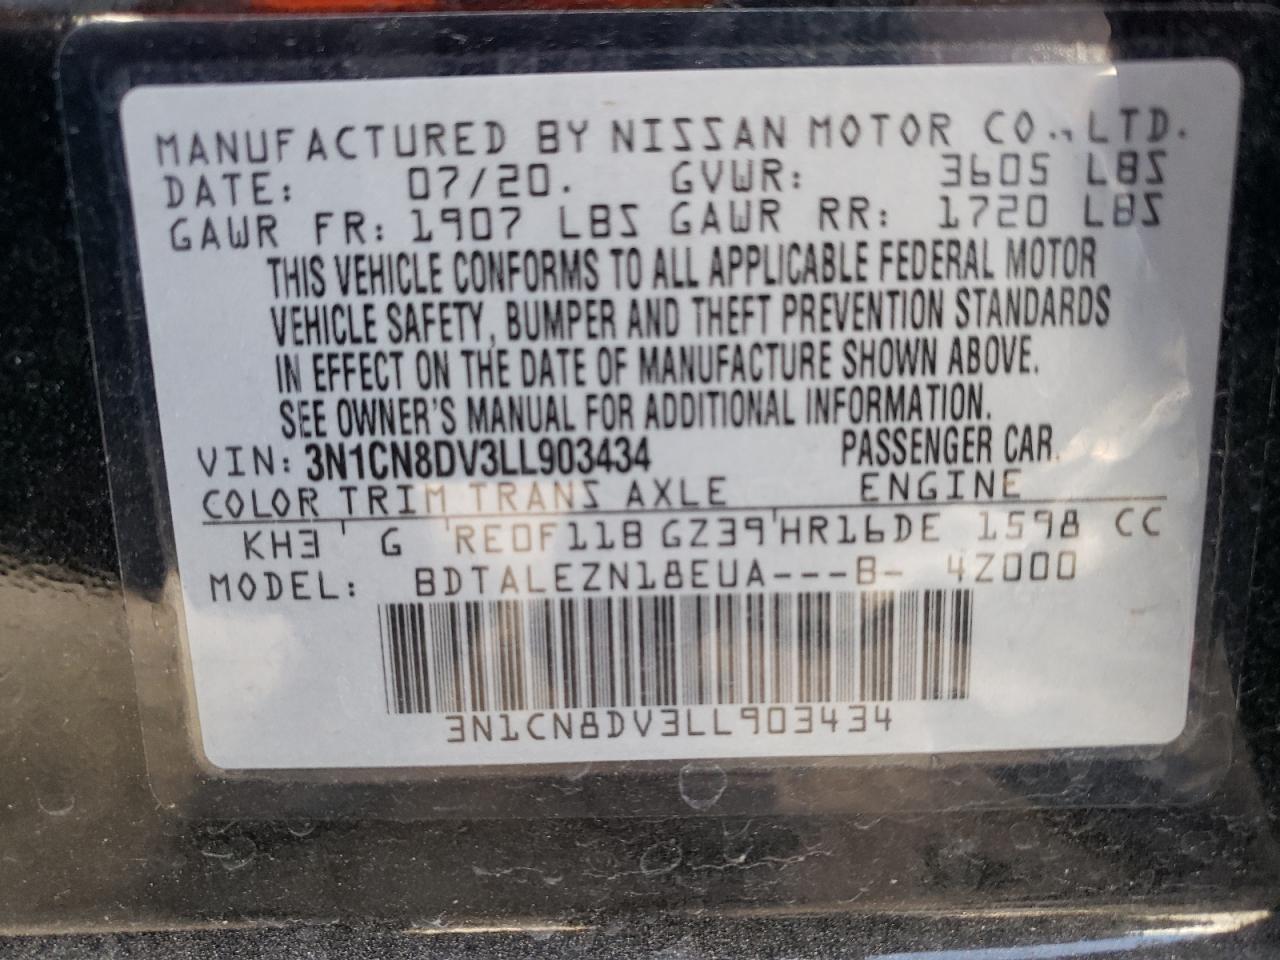 MANUFACTURED BY NISSAN MOTOR CO., LTD.
DATE: 07/20. GVWR: 3605 LBS
GAWR FR: 1907 LBS GAWR RR: 1720 LBS
THIS VEHICLE CONFORMS TO ALL APPLICABLE FEDERAL MOTOR
VEHICLE SAFETY, BUMPER AND THEFT PREVENTION STANDARDS
IN EFFECT ON THE DATE OF MANUFACTURE SHOWN ABOVE.
SEE OWNER'S MANUAL FOR ADDITIONAL INFORMATION.
VIN: 3N1CN8DV3LL903434 PASSENGER CAR.
COLOR TRIM TRANS AXLE ENGINE
KH3 ' G 'RE0F11B GZ39'HR16DE 1598 CC
MODEL: BDTALEZN18EUA---B- 4Z000
3N1CN8DV3LL903434